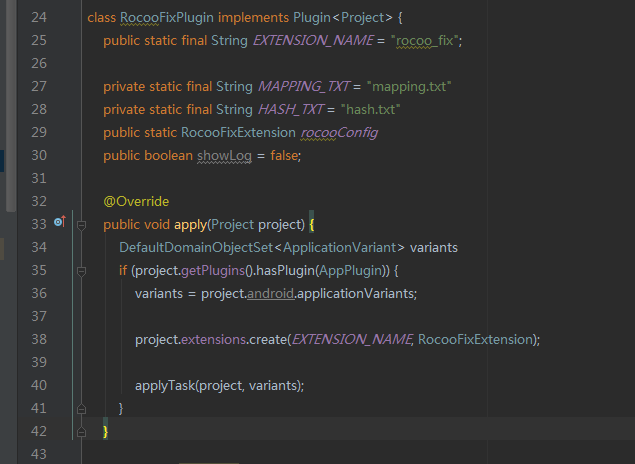 24 class RocooFixPlugin implements Plugin<Project> {
25 public static final String EXTENSION_NAME = "rocoo_fix";
26
27 private static final String MAPPING_TXT = "mapping.txt"
28 private static final String HASH_TXT = "hash.txt"
29 public static RocooFixExtension rocooConfig
30 public boolean showLog = false;
31
32 @Override
33 public void apply(Project project) {
34 DefaultDomainObjectSet<ApplicationVariant> variants
35 if (project.getPlugins().hasPlugin(AppPlugin)) {
36 variants = project.android.applicationVariants;
37
38 project.extensions.create(EXTENSION_NAME, RocooFixExtension);
39
40 applyTask(project, variants);
41 }
42 }
43